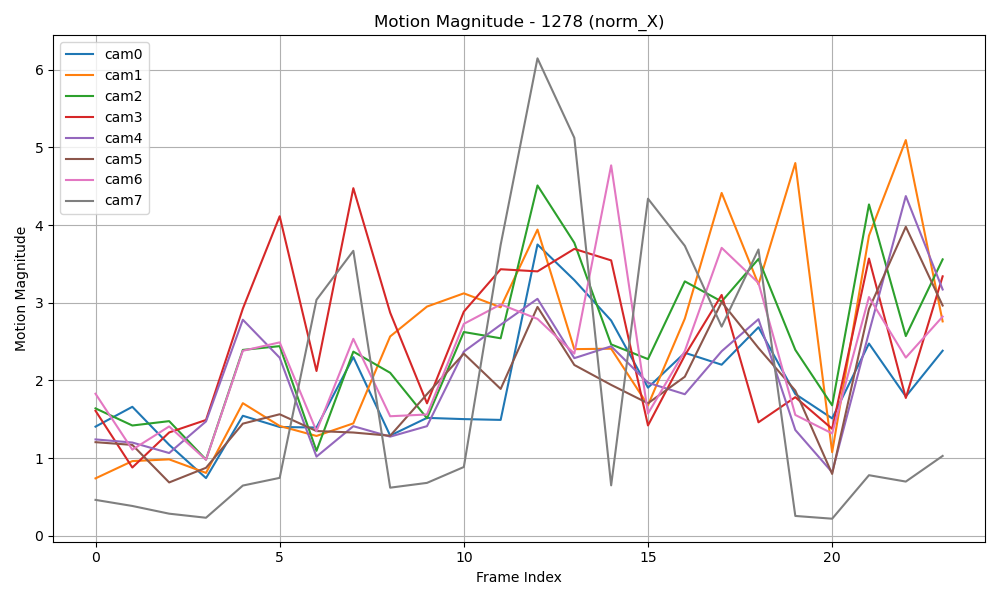 Motion Magnitude - 1278 (norm_X)
cam0
cam1
cam2
cam3
cam4
cam5
cam6
cam7
Motion Magnitude
6
5
4
3
2
1
0
0 5 10 15 20
Frame Index